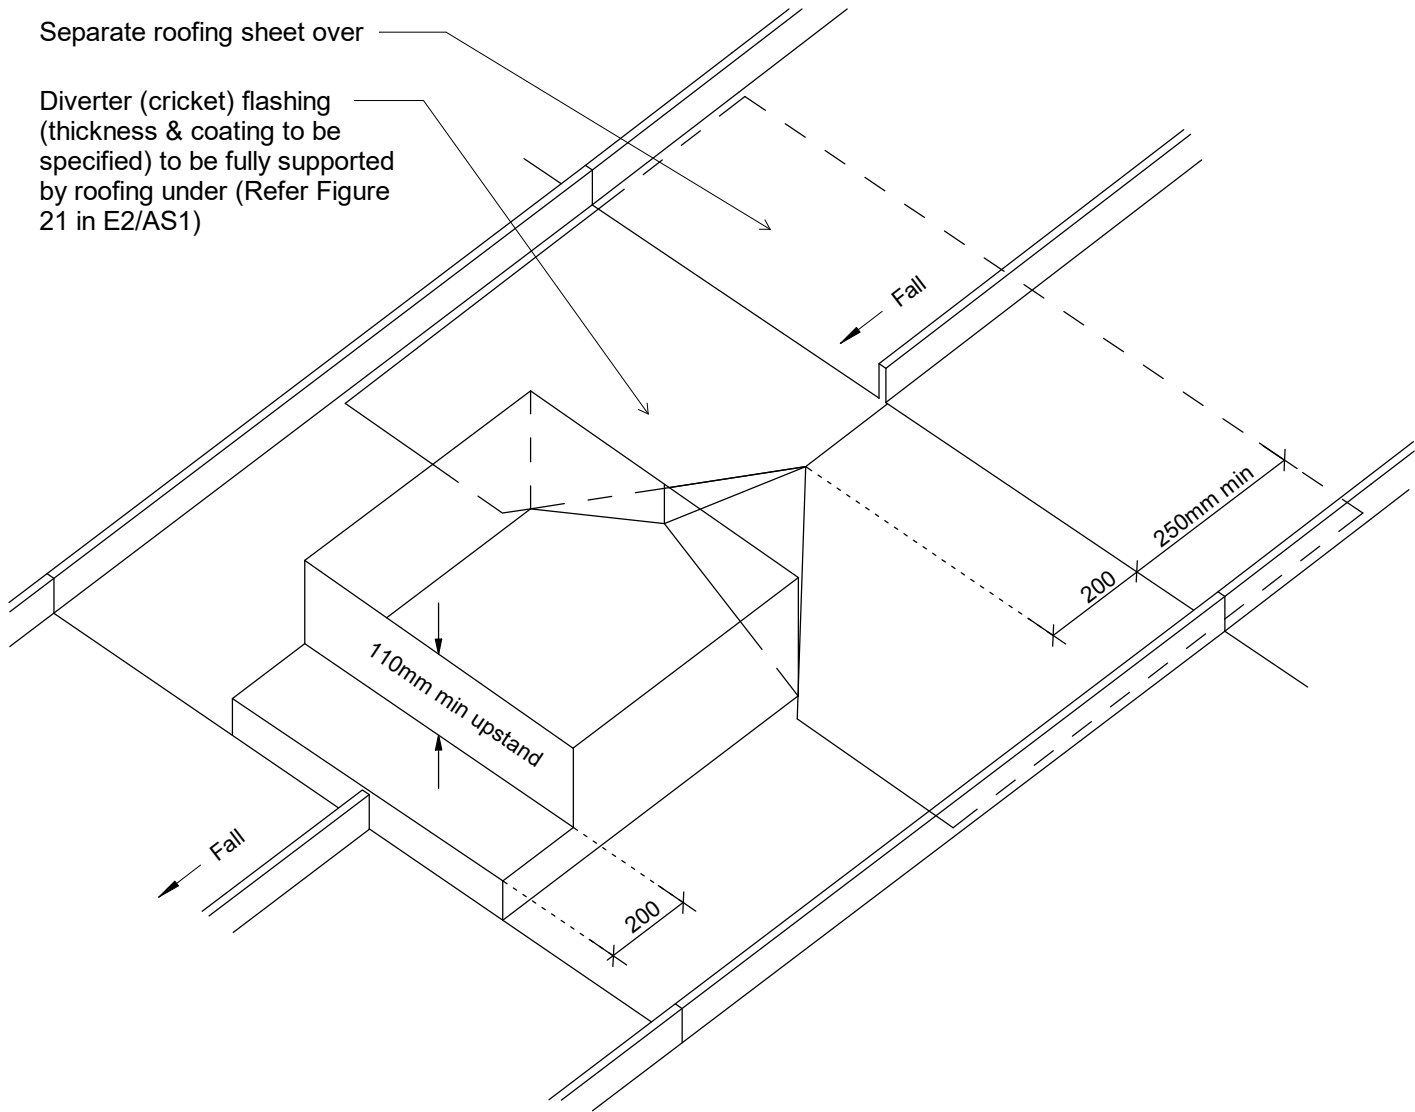 Separate roofing sheet over
Diverter (cricket) flashing
(thickness & coating to be
specified) to be fully supported
by roofing under (Refer Figure
21 in E2/AS1)
Fall
250mm min
200
110mm min upstand
Fall
200